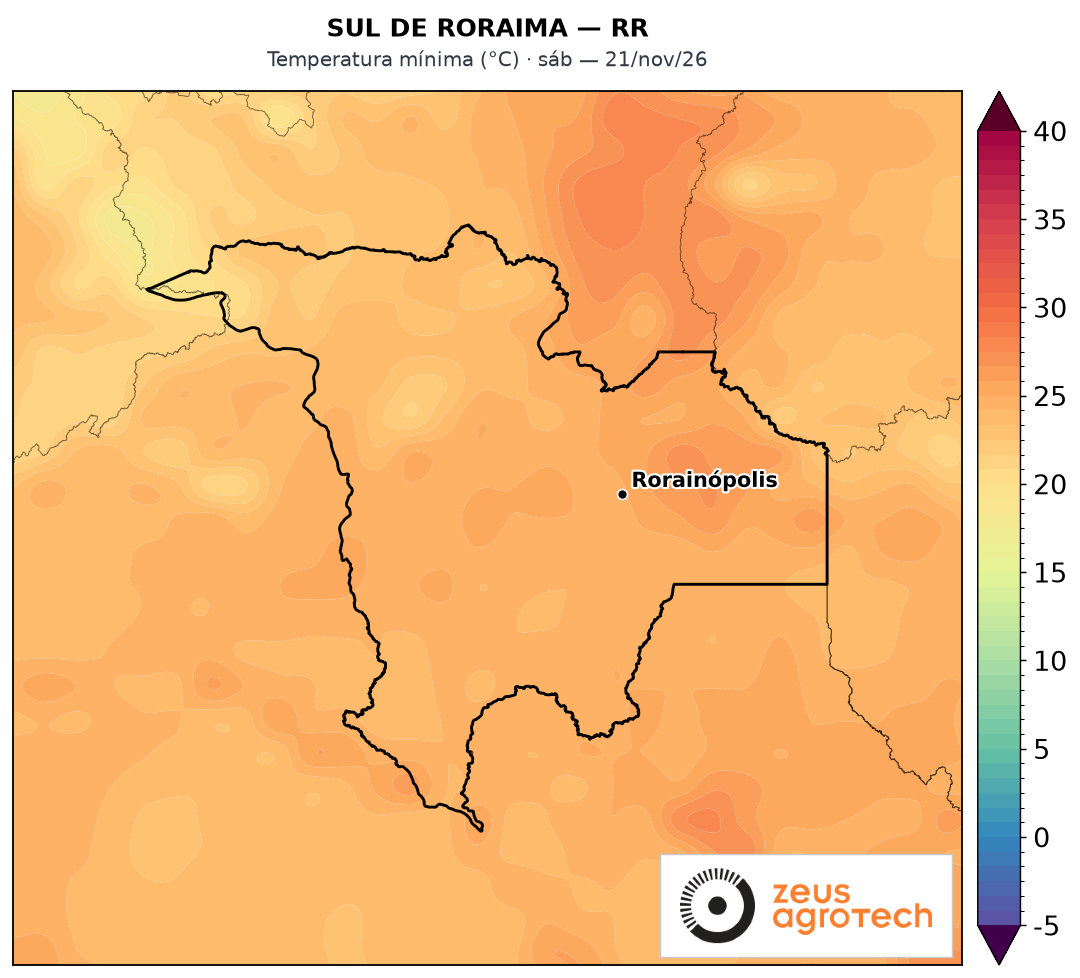 SUL DE RORAIMA — RR
Temperatura mínima (°C) · sáb — 21/nov/26
40
35
30
25
20
15
10
5
0
-5
Rorainópolis
zeus
agrotech